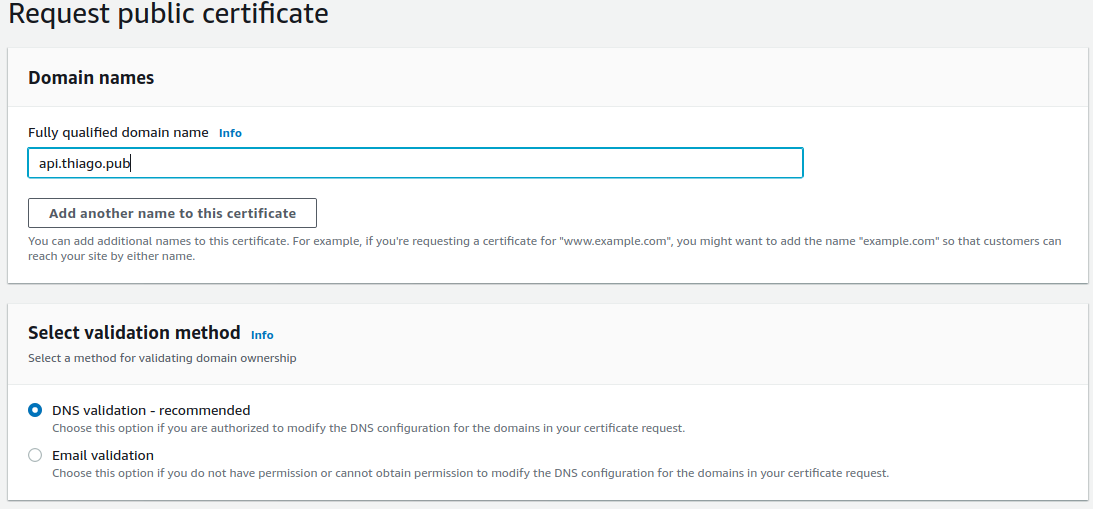 Request public certificate
Domain names
Fully qualified domain name Info
api.thiago.pub
Add another name to this certificate
You can add additional names to this certificate. For example, if you're requesting a certificate for "www.example.com", you might want to add the name "example.com" so that customers can
reach your site by either name.
Select validation method Info
Select a method for validating domain ownership
DNS validation - recommended
Choose this option if you are authorized to modify the DNS configuration for the domains in your certificate request.
Email validation
Choose this option if you do not have permission or cannot obtain permission to modify the DNS configuration for the domains in your certificate request.